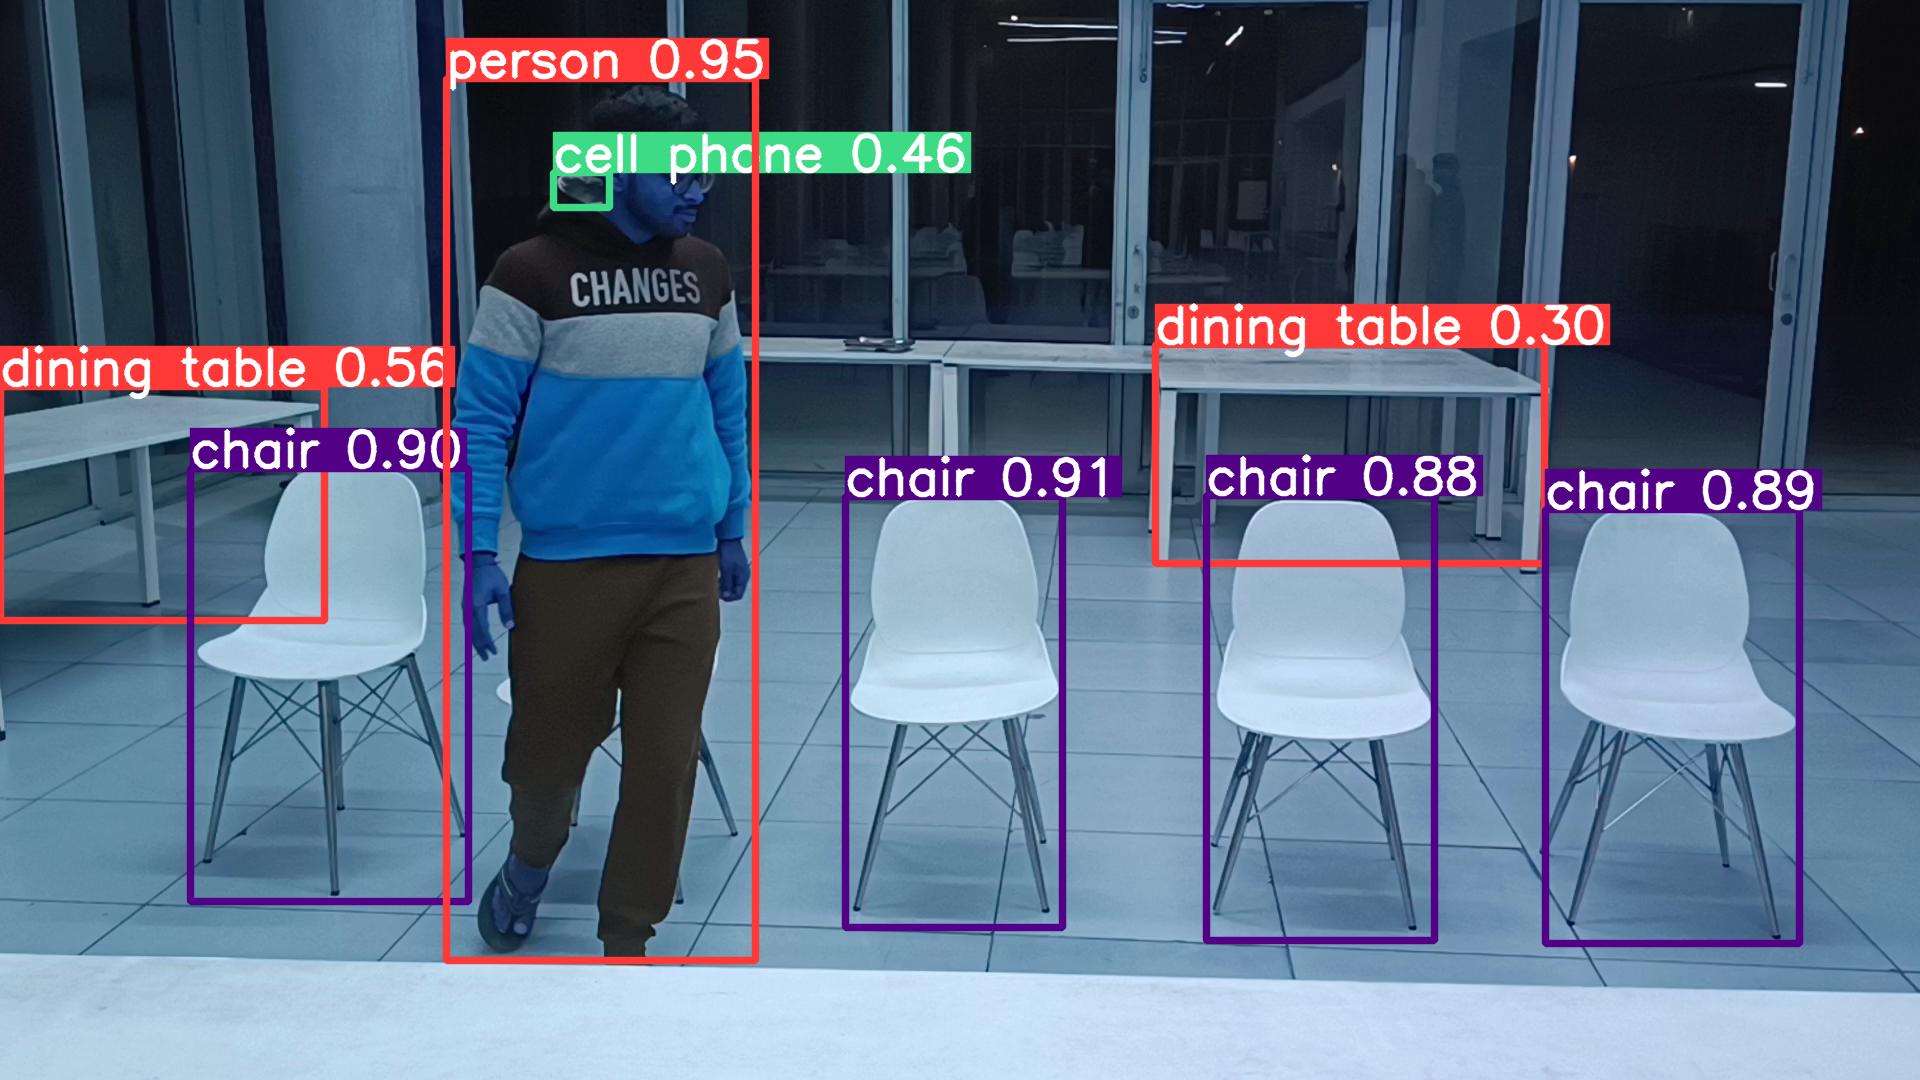 person 0.95
cell phone 0.46
CHANGES
dining table 0.30
dining table 0.56
chair 0.90
chair 0.91
chair 0.88
chair 0.89